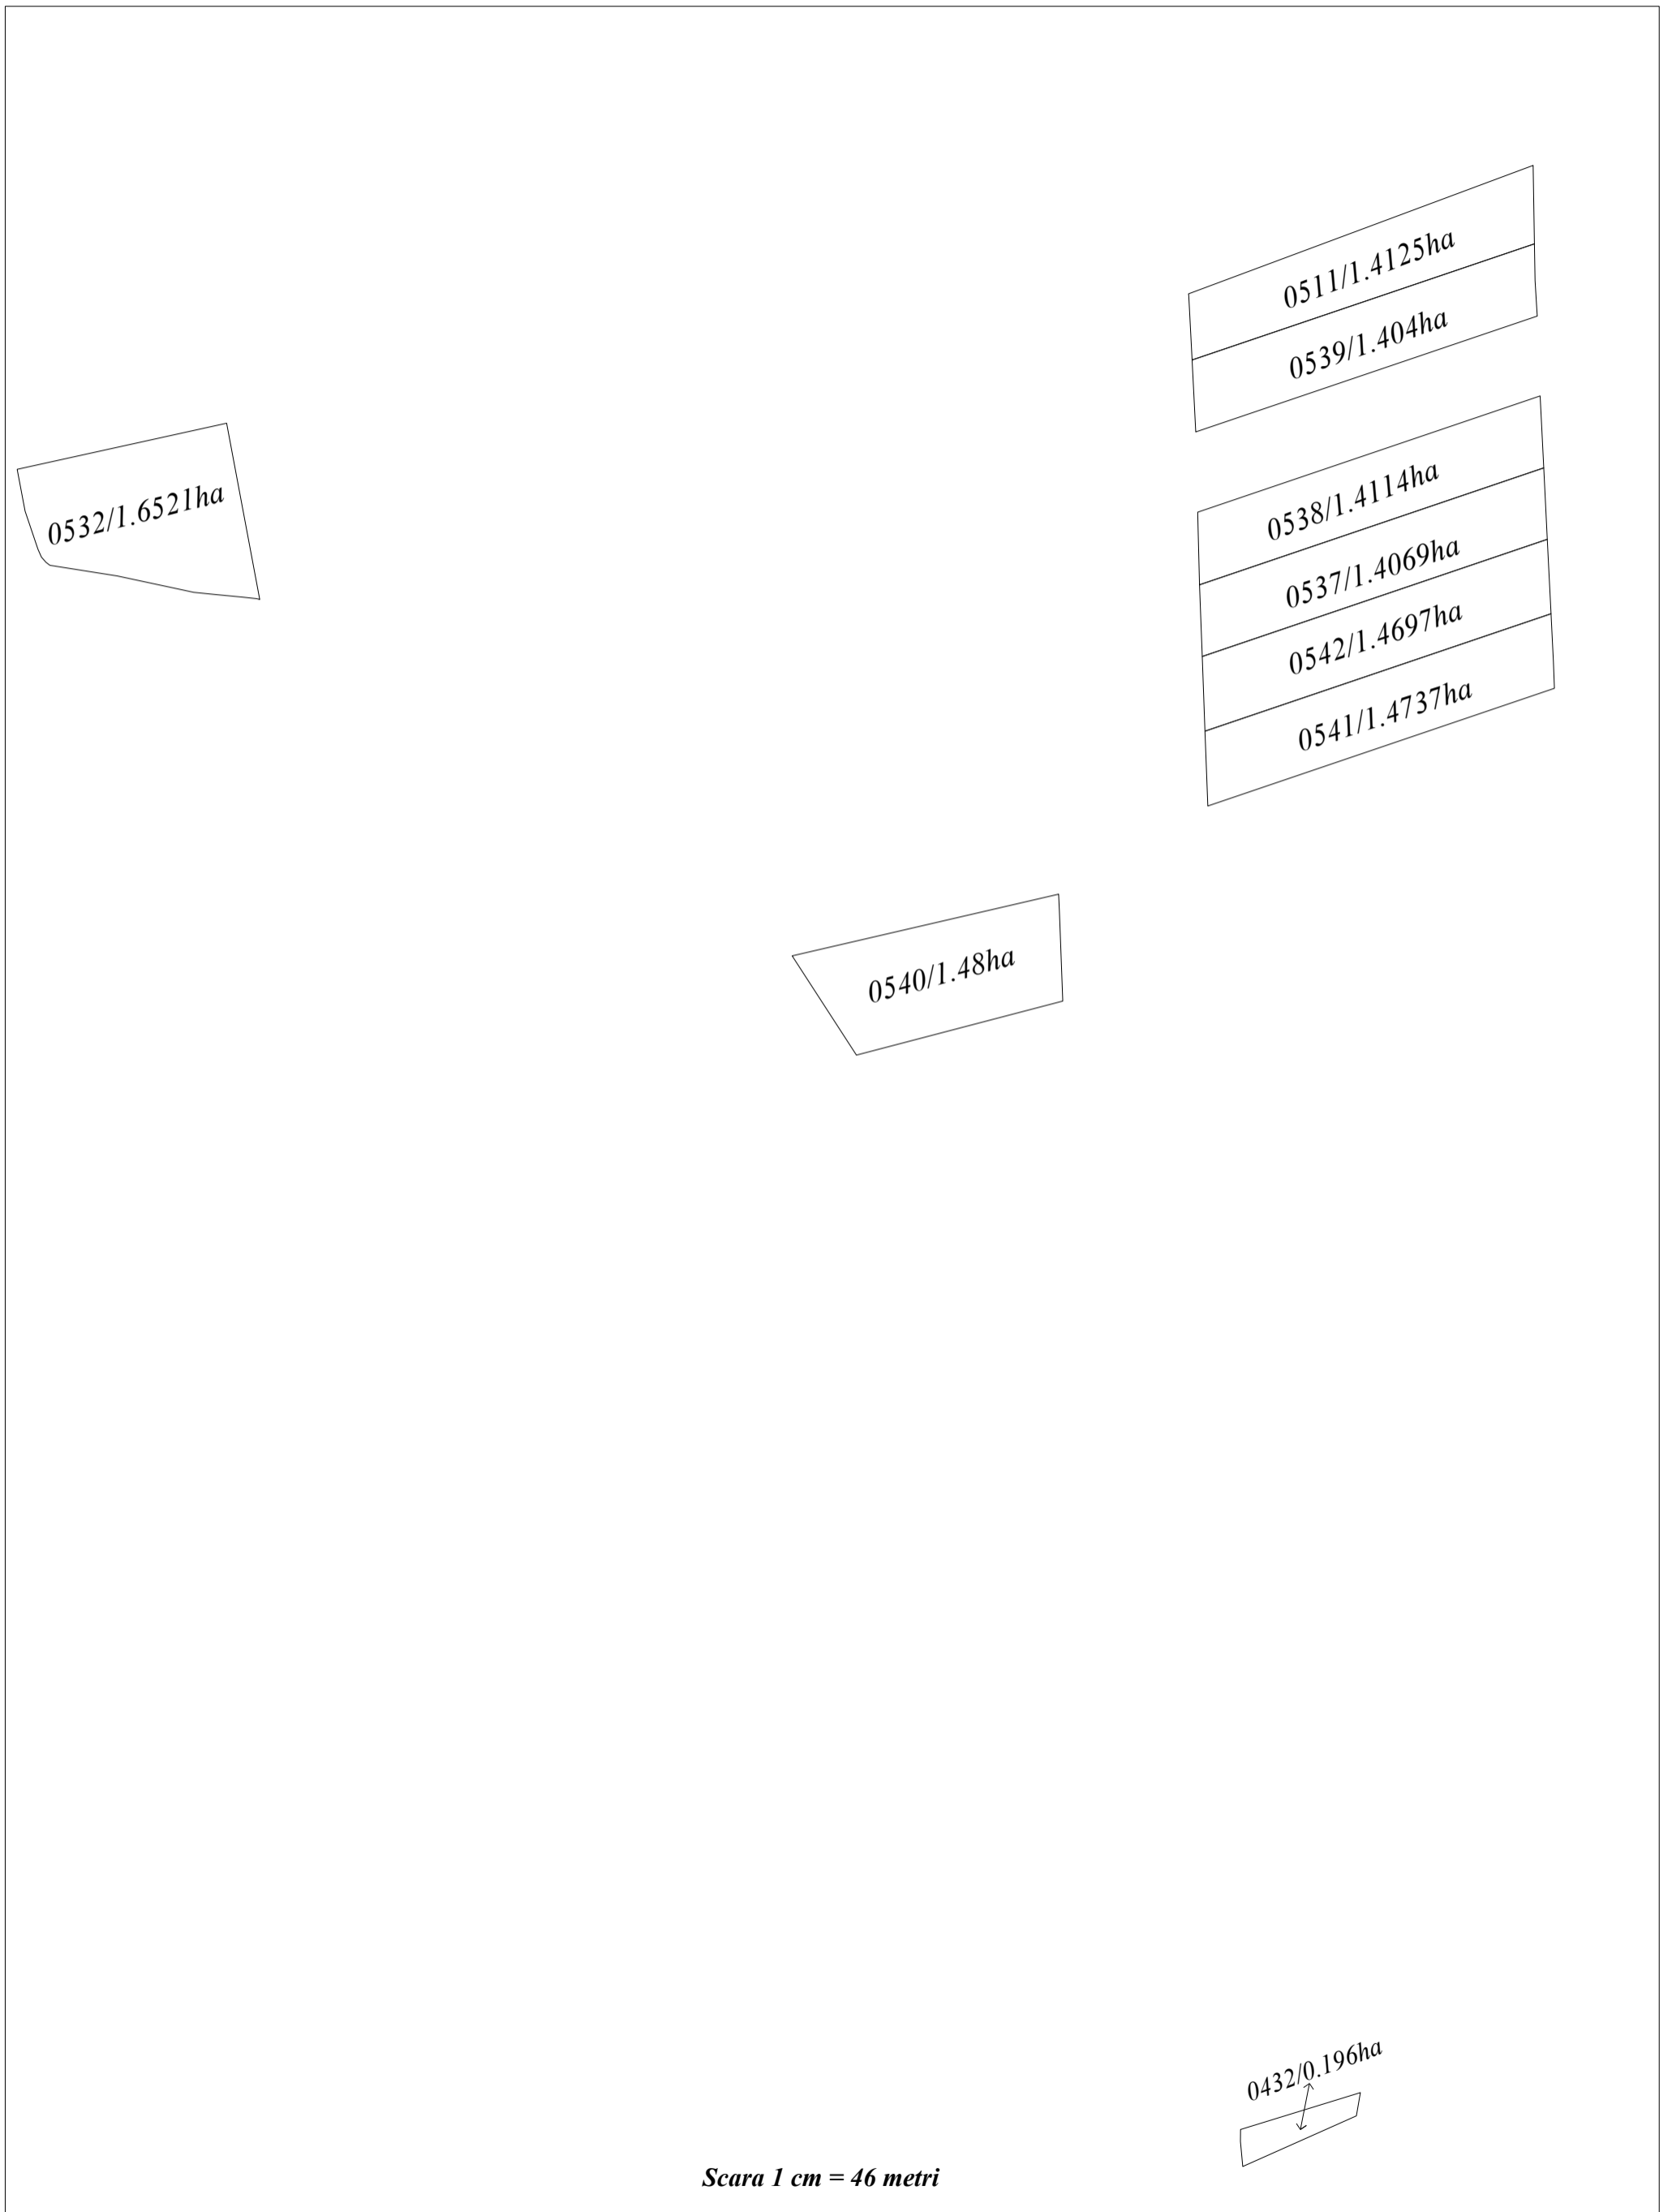 0511/1.4125ha
0539/1.404ha
0532/1.6521ha
0538/1.4114ha
0537/1.4069ha
0542/1.4697ha
0541/1.4737ha
0540/1.48ha
0432/0.196ha
Scara 1 cm = 46 metri